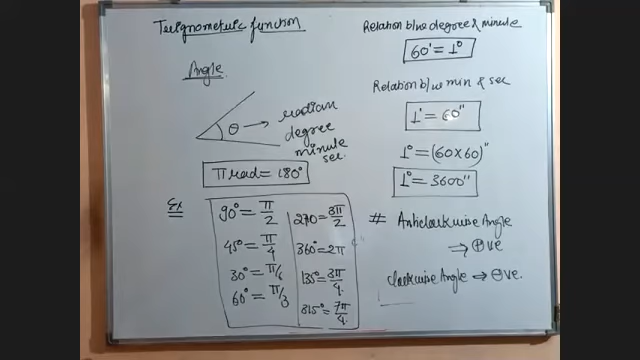 Terignometric function
Angle
θ → radian
degree
minute
sec.
π rad = 180°
Ex
90° = π/2
45° = π/4
30° = π/6
60° = π/3
270 = 3π/2
360° = 2π
135° = 3π/4
315° = 7π/4
Relation b/w degree & minute
60' = 1°
Relation b/w min & sec
1' = 60"
1° = (60×60)"
1° = 3600"
# Anticlockwise Angle
→ ⊕ve
clockwise Angle → ⊖ve.